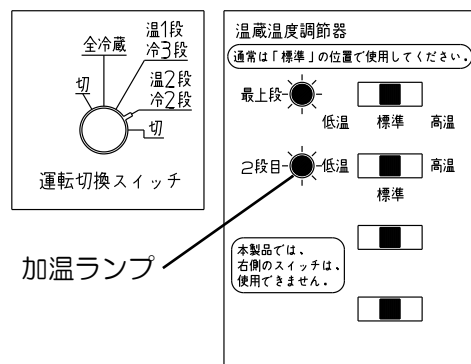 全冷蔵
温1段
冷3段
温2段
冷2段
切
切
運転切換スイッチ
加温ランプ
温蔵温度調節器
通常は「標準」の位置で使用してください.
最上段
低温 標準 高温
2段目
低温
高温
標準
本製品では、
右側のスイッチは、
使用できません.